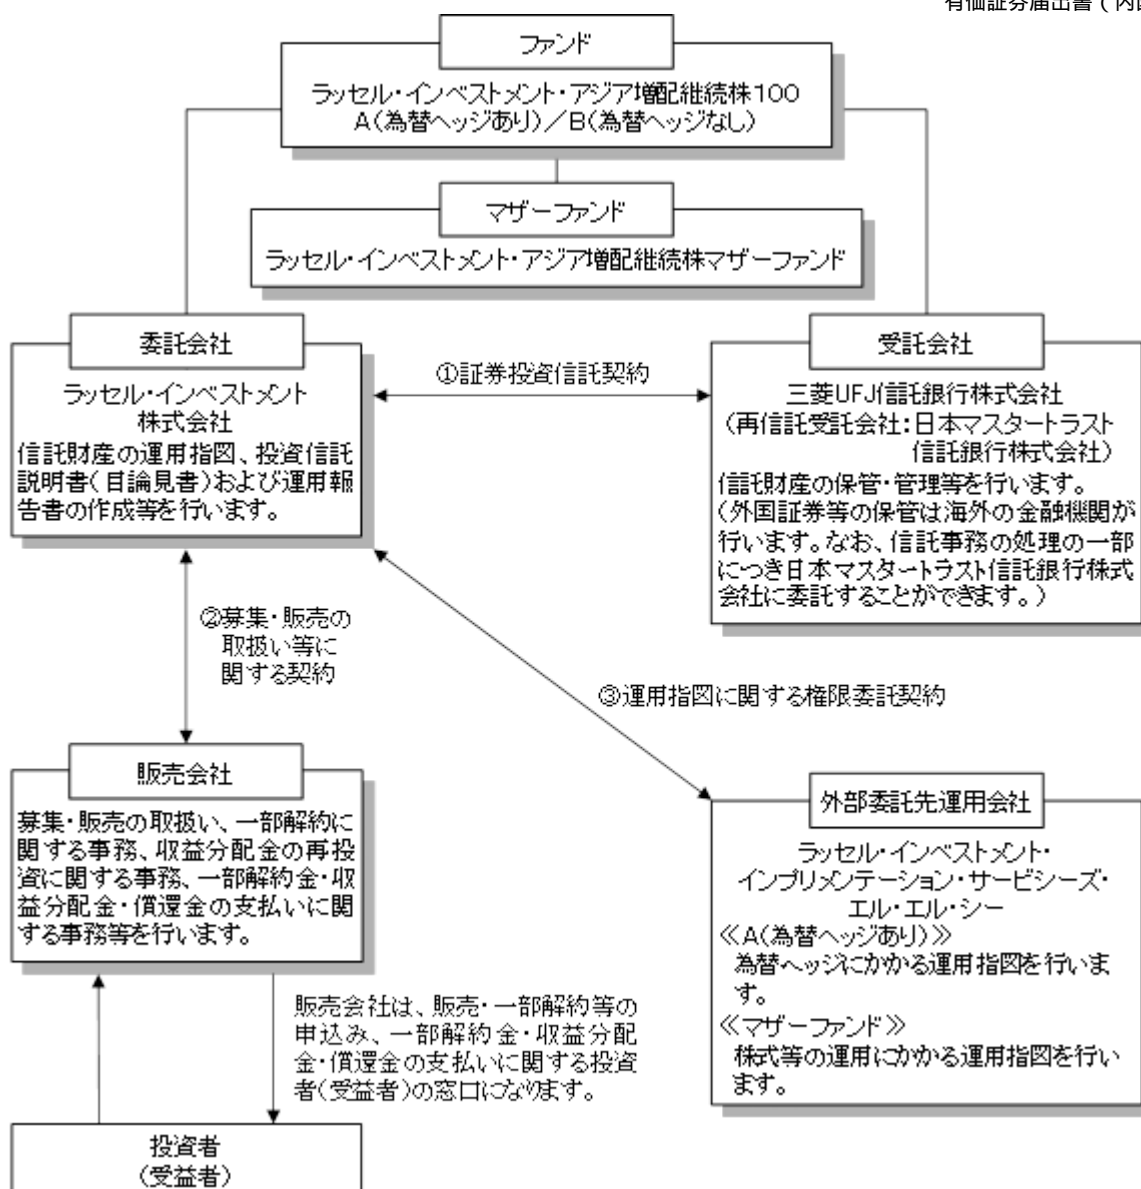 有価証券届出書(内国
ファンド
ラッセル・インベストメント・アジア増配継続株100
A(為替ヘッジあり)/B(為替ヘッジなし)
マザーファンド
ラッセル・インベストメント・アジア増配継続株マザーファンド
委託会社
ラッセル・インベストメント
株式会社
信託財産の運用指図、投資信託
説明書(目論見書)および運用報
告書の作成等を行います。
①証券投資信託契約
受託会社
三菱UFJ信託銀行株式会社
(再信託受託会社:日本マスタートラスト
信託銀行株式会社)
信託財産の保管・管理等を行います。
(外国証券等の保管は海外の金融機関が
行います。なお、信託事務の処理の一部
につき日本マスタートラスト信託銀行株式
会社に委託することができます。)
②募集・販売の
取扱い等に
関する契約
③運用指図に関する権限委託契約
販売会社
募集・販売の取扱い、一部解約に
関する事務、収益分配金の再投
資に関する事務、一部解約金・収
益分配金・償還金の支払いに関
する事務等を行います。
外部委託先運用会社
ラッセル・インベストメント・
インプリメンテーション・サービシーズ・
エル・エル・シー
≪A(為替ヘッジあり)≫
為替ヘッジにかかる運用指図を行いま
す。
≪マザーファンド≫
株式等の運用にかかる運用指図を行い
ます。
販売会社は、販売・一部解約等の
申込み、一部解約金・収益分配
金・償還金の支払いに関する投資
者(受益者)の窓口になります。
投資者
(受益者)